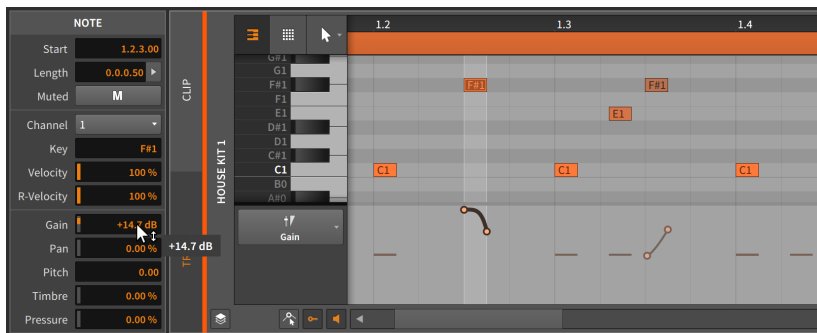 NOTE
Start 1.2.3.00
Length 0.0.0.50
Muted M
Channel 1
Key F#1
Velocity 100 %
R-Velocity 100 %
Gain +14.7 dB
Pan 0.00 %
Pitch 0.00
Timbre 0.00 %
Pressure 0.00 %
+14.7 dB
CLIP
HOUSE KIT 1
1.2 1.3 1.4
G#1
G1
F#1 F#1 F#1
F1
E1 E1
D#1
D1
C#1
C1 C1 C1 C1
B0
A#0
Gain